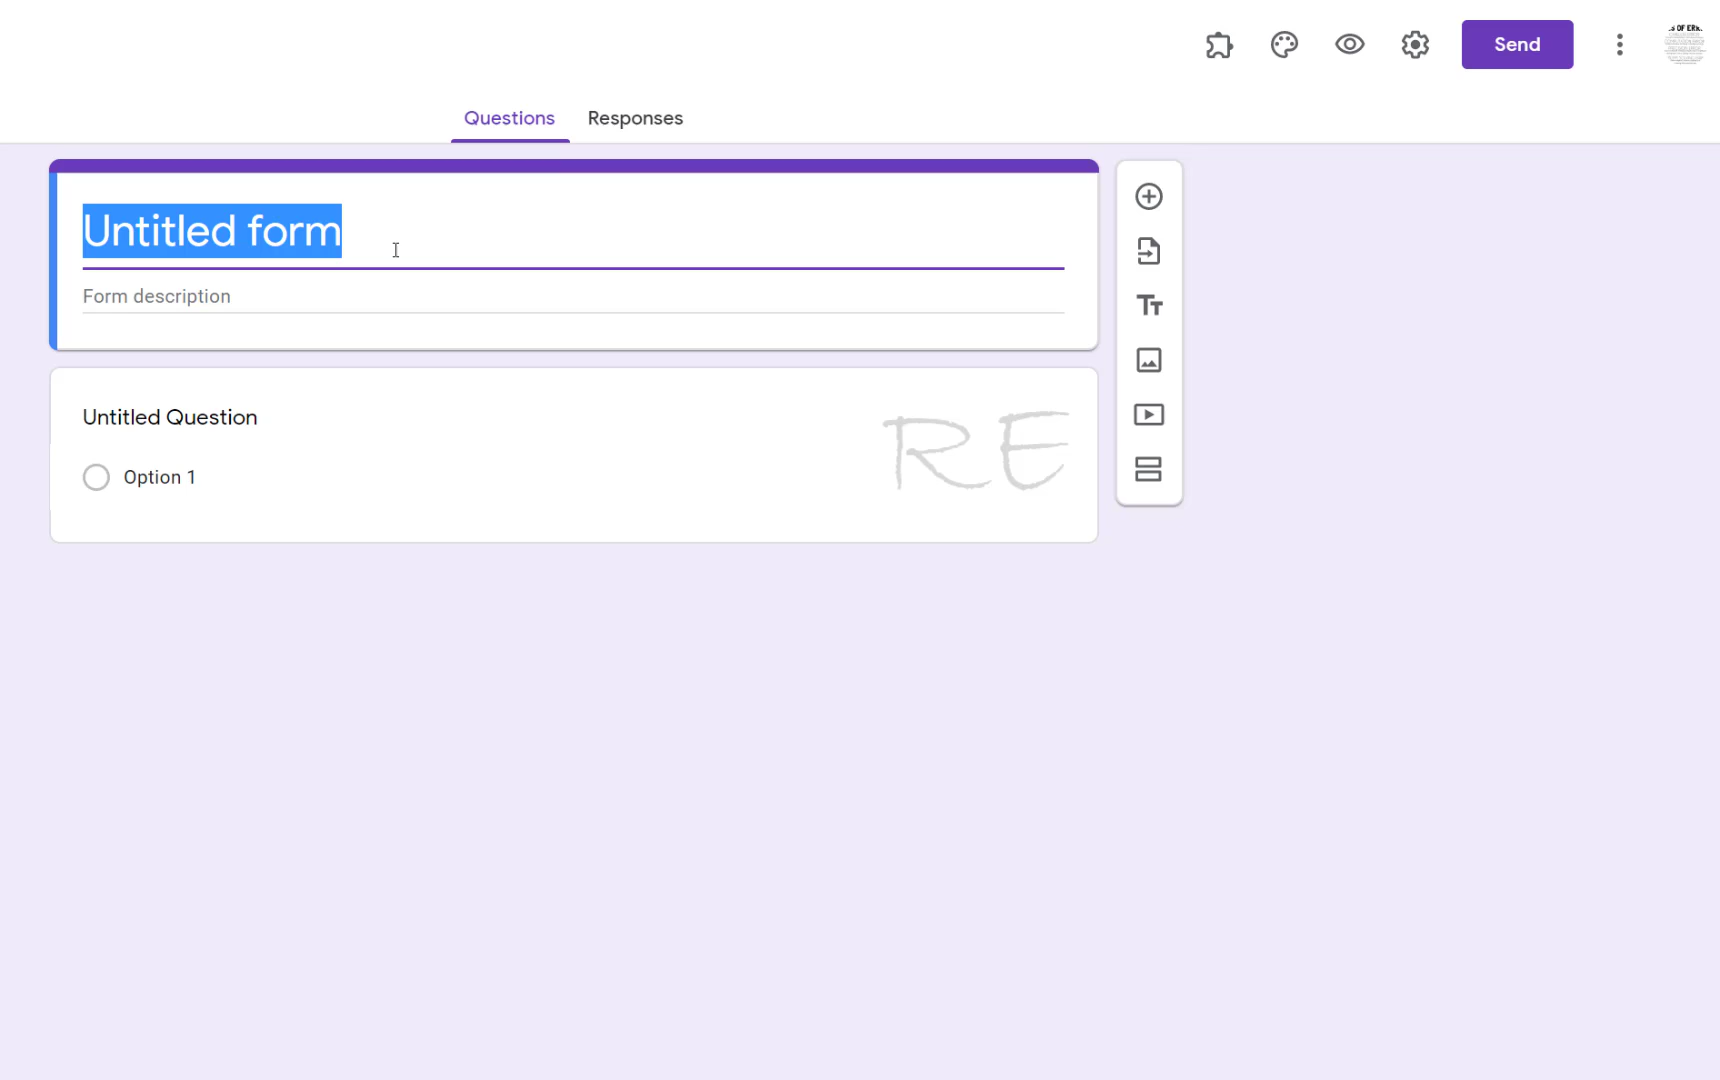 Send
Questions Responses
Untitled form
Form description
Untitled Question
RE
Option 1